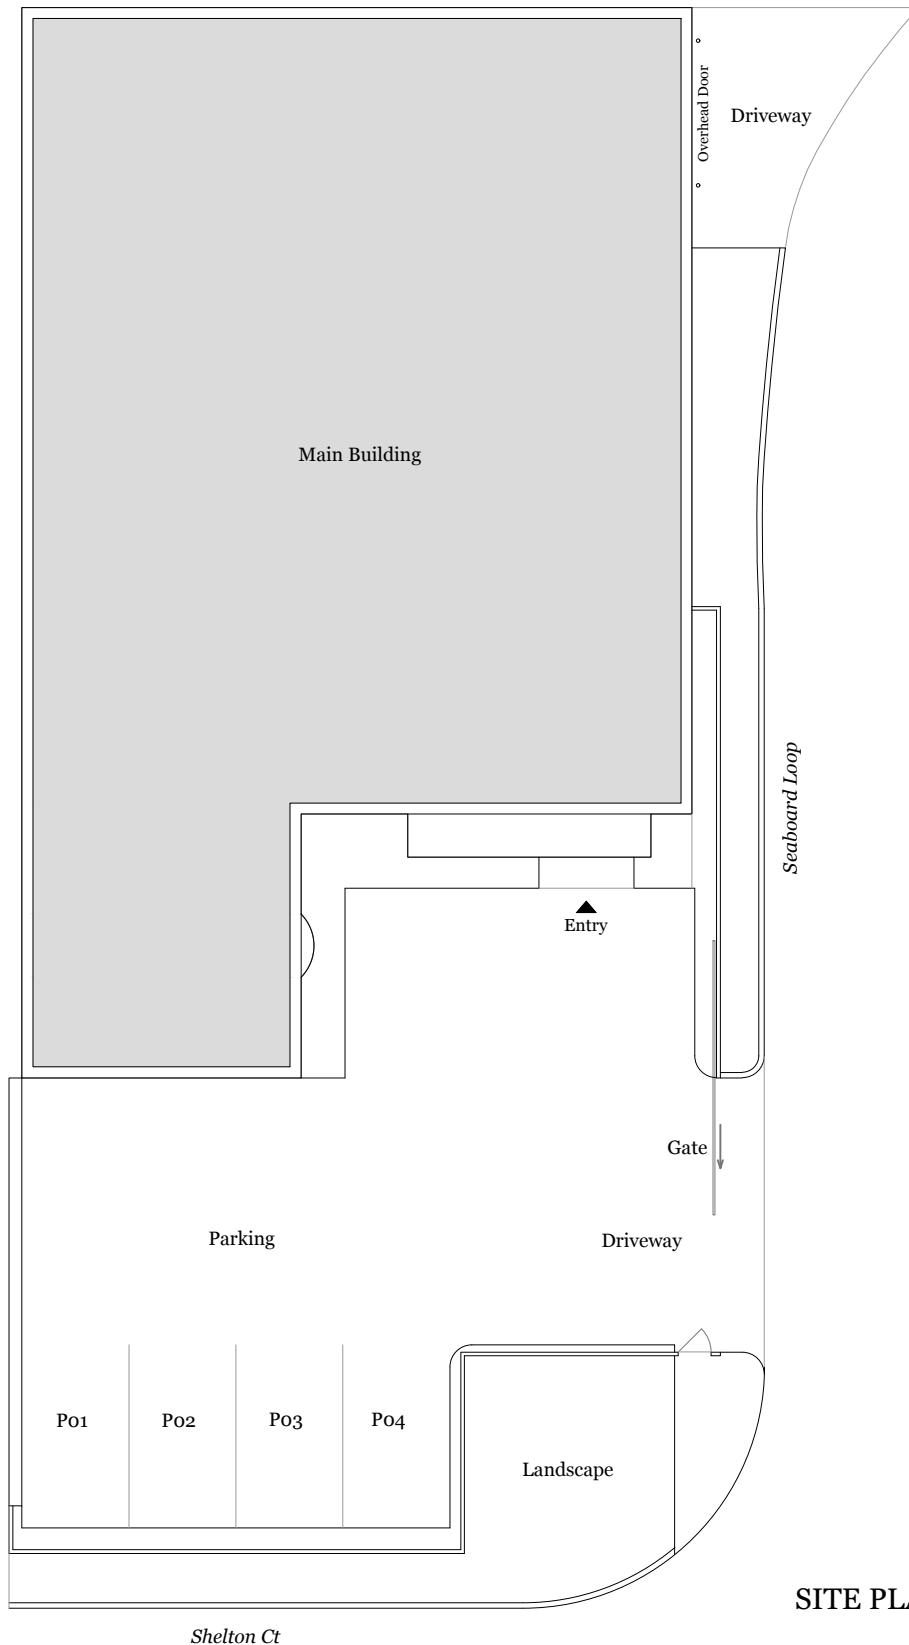 Overhead Door
Driveway
Main Building
Seaboard Loop
Entry
Gate
Parking
Driveway
P01
P02
P03
P04
Landscape
SITE
Shelton Ct